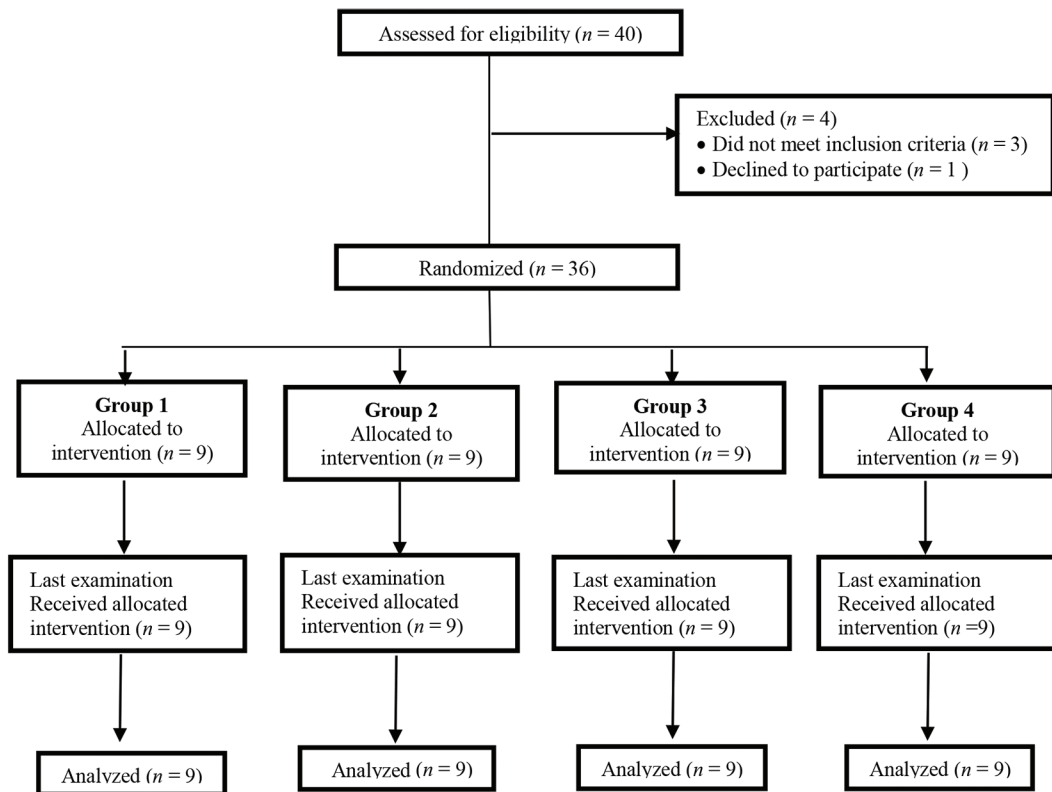 Assessed for eligibility (n = 40)
Excluded (n = 4)
• Did not meet inclusion criteria (n = 3)
• Declined to participate (n = 1 )
Randomized (n = 36)
Group 1
Allocated to
intervention (n = 9)
Group 2
Allocated to
intervention (n = 9)
Group 3
Allocated to
intervention (n = 9)
Group 4
Allocated to
intervention (n = 9)
Last examination
Received allocated
intervention (n = 9)
Last examination
Received allocated
intervention (n = 9)
Last examination
Received allocated
intervention (n = 9)
Last examination
Received allocated
intervention (n =9)
Analyzed (n = 9)
Analyzed (n = 9)
Analyzed (n = 9)
Analyzed (n = 9)